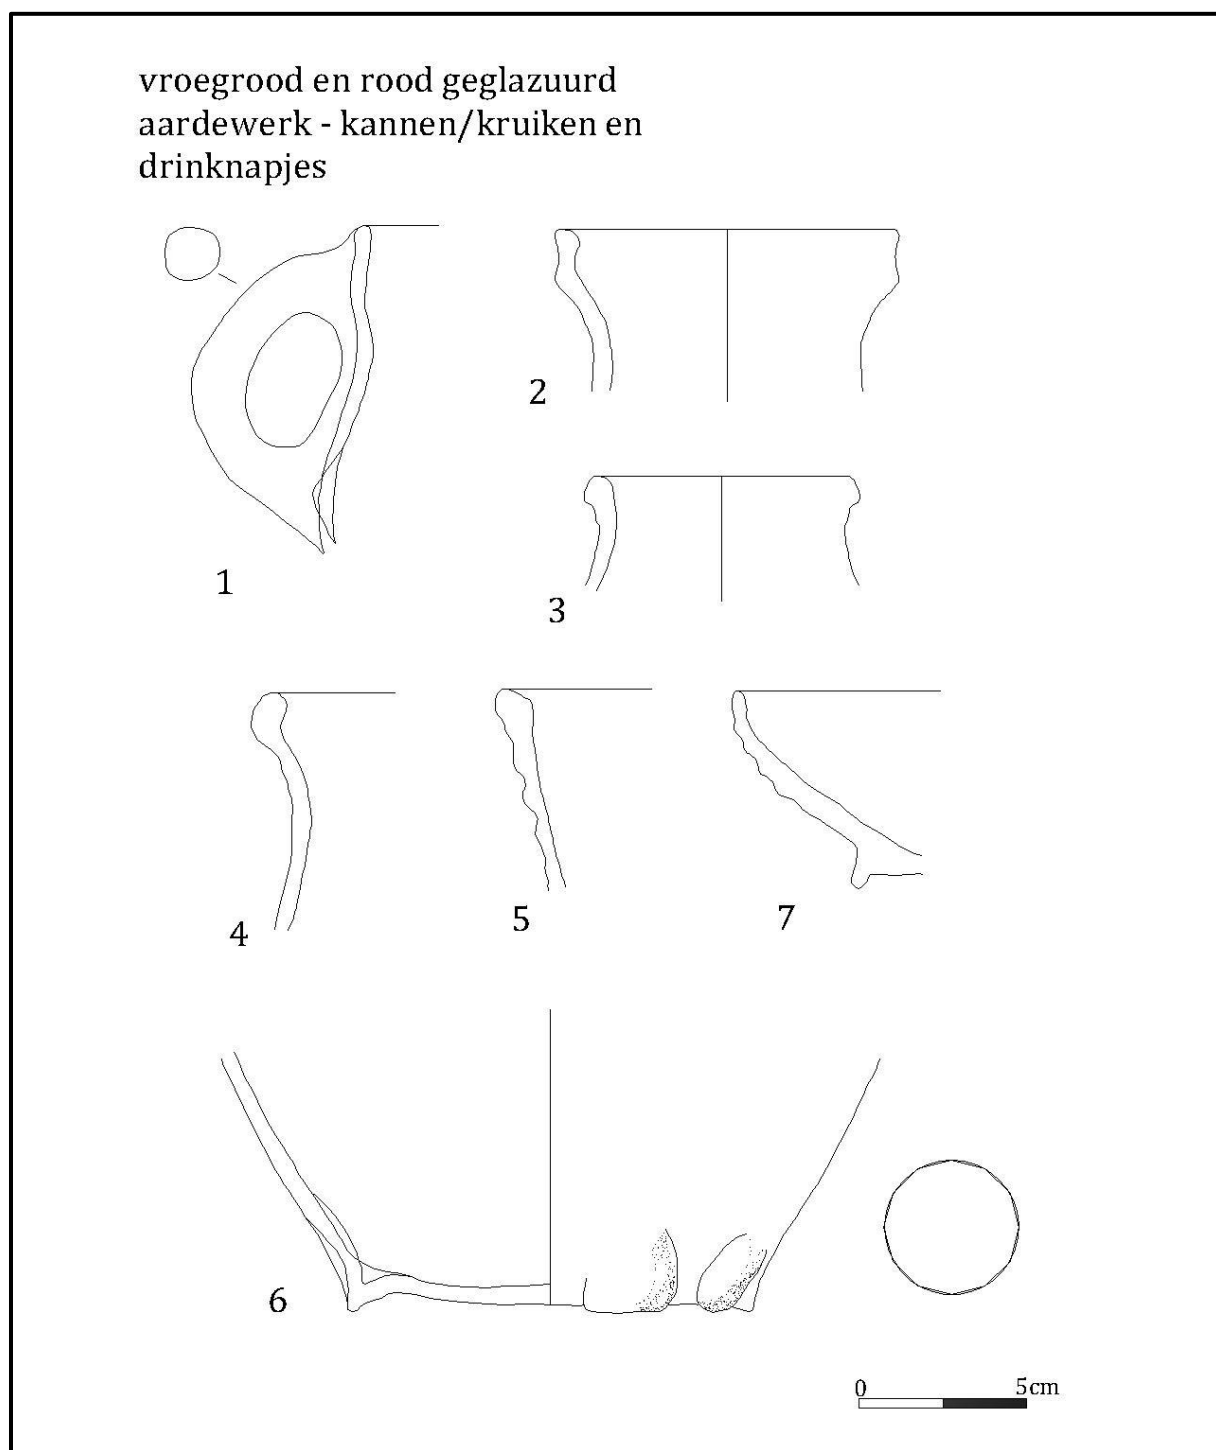 vroegrood en rood geglazuurd
aardewerk - kannen/kruiken en
drinknapjes
1
2
3
4
5
7
6
0 5cm